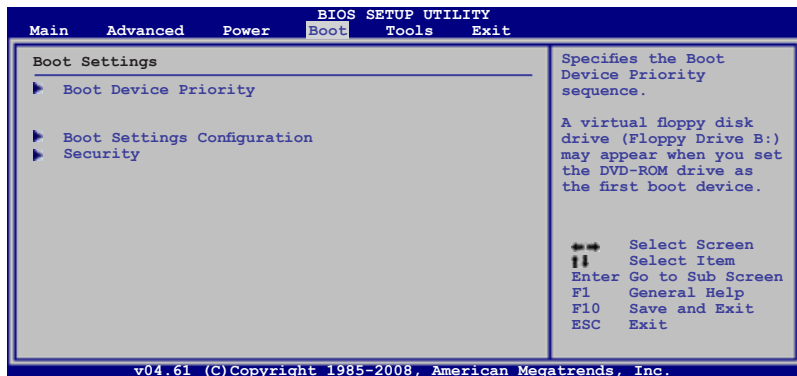 BIOS SETUP UTILITY
Main Advanced Power Boot Tools Exit
Boot Settings
Boot Device Priority
Boot Settings Configuration
Security
Specifies the Boot
Device Priority
sequence.
A virtual floppy disk
drive (Floppy Drive B:)
may appear when you set
the DVD-ROM drive as
the first boot device.
Select Screen
Select Item
Enter Go to Sub Screen
F1 General Help
F10 Save and Exit
ESC Exit
v04.61 (C)Copyright 1985-2008, American Megatrends, Inc.